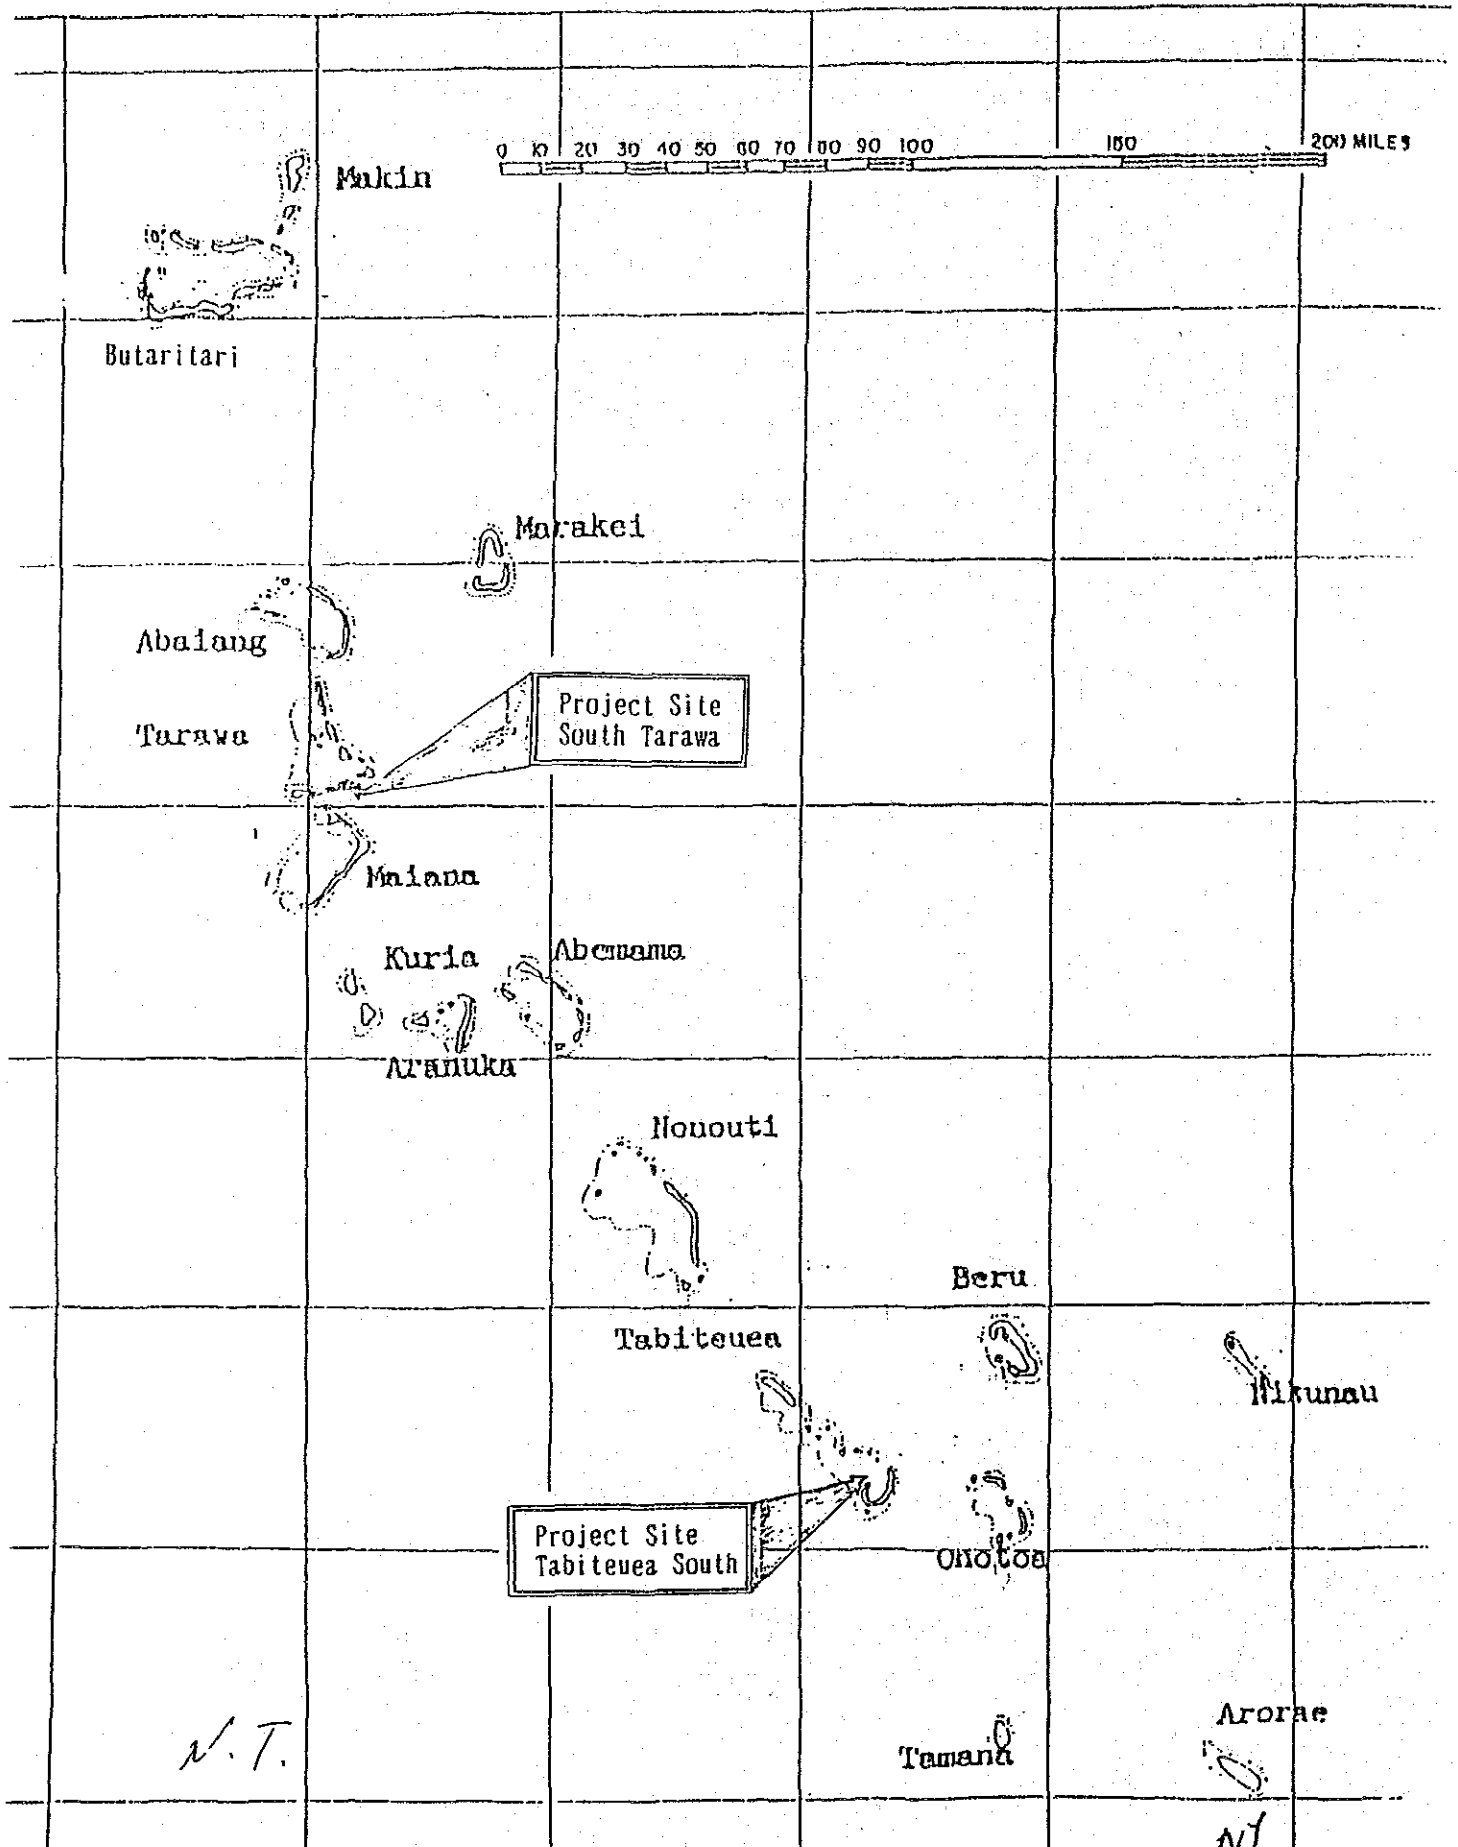 0 10 20 30 40 50 60 70 80 90 100 150 200 MILES
Makin
Butaritari
Marakei
Abaiang
Project Site
South Tarawa
Tarawa
Maiana
Kuria
Abemama
Aranuka
Nonouti
Beru
Tabiteuea
Nikunau
Project Site
Tabiteuea South
Onotoa
Arorae
N.T.
Tamana